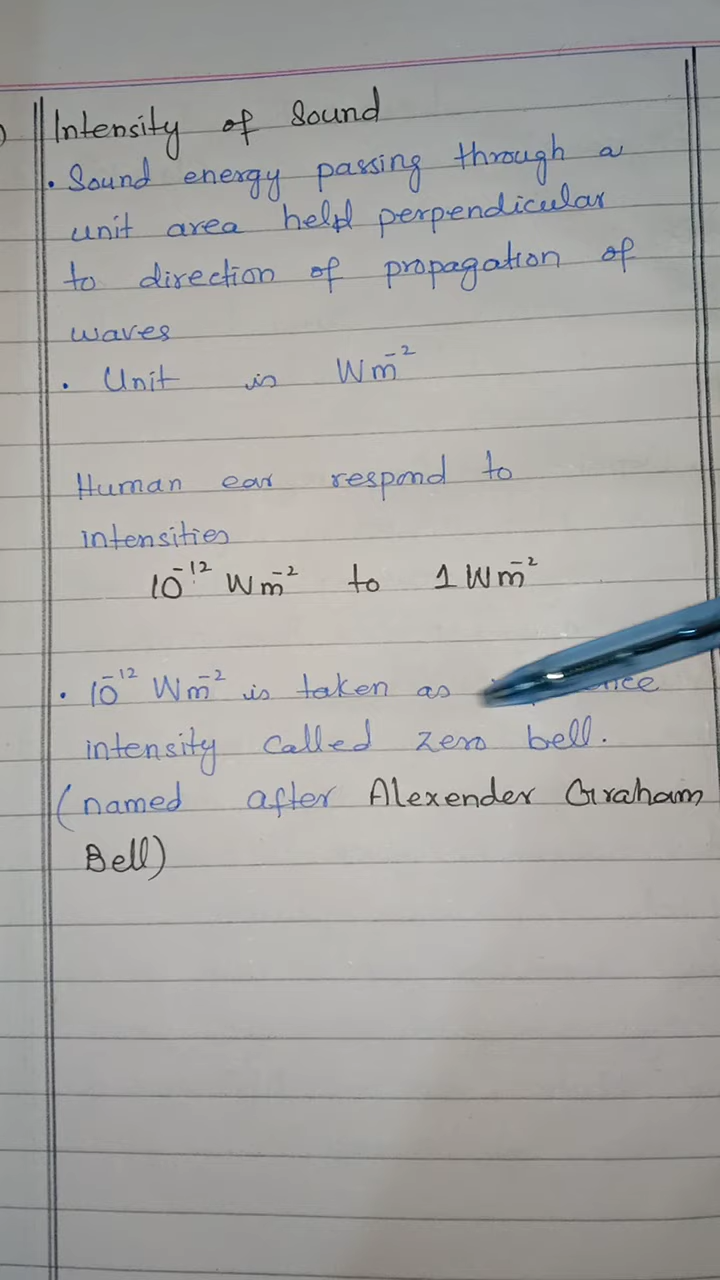 Intensity of Sound
. Sound energy passing through a
unit area held perpendicular
to direction of propagation of
waves
. Unit is Wm⁻²
Human ear respond to
intensities
10⁻¹² Wm⁻² to 1 Wm⁻²
. 10⁻¹² Wm⁻² is taken as
intensity called zero bell.
(named after Alexender Graham
Bell)